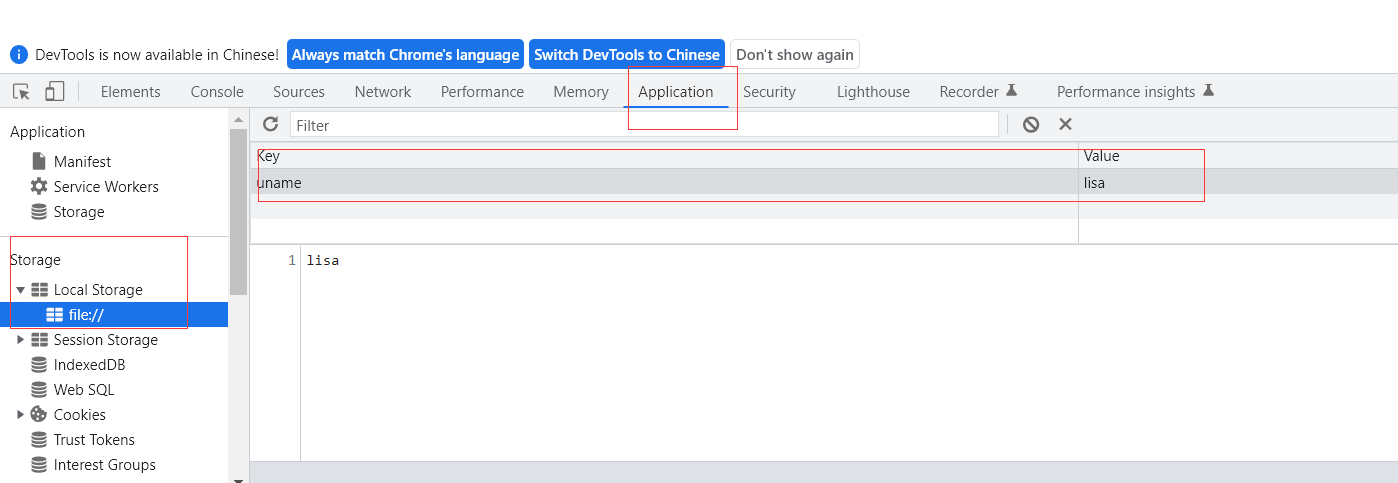 DevTools is now available in Chinese! Always match Chrome's language Switch DevTools to Chinese Don't show again
Elements Console Sources Network Performance Memory Application Security Lighthouse Recorder Performance insights
Application
Manifest
Service Workers
Storage
Storage
Local Storage
file://
Session Storage
IndexedDB
Web SQL
Cookies
Trust Tokens
Interest Groups
Filter
Key Value
uname lisa
1 lisa